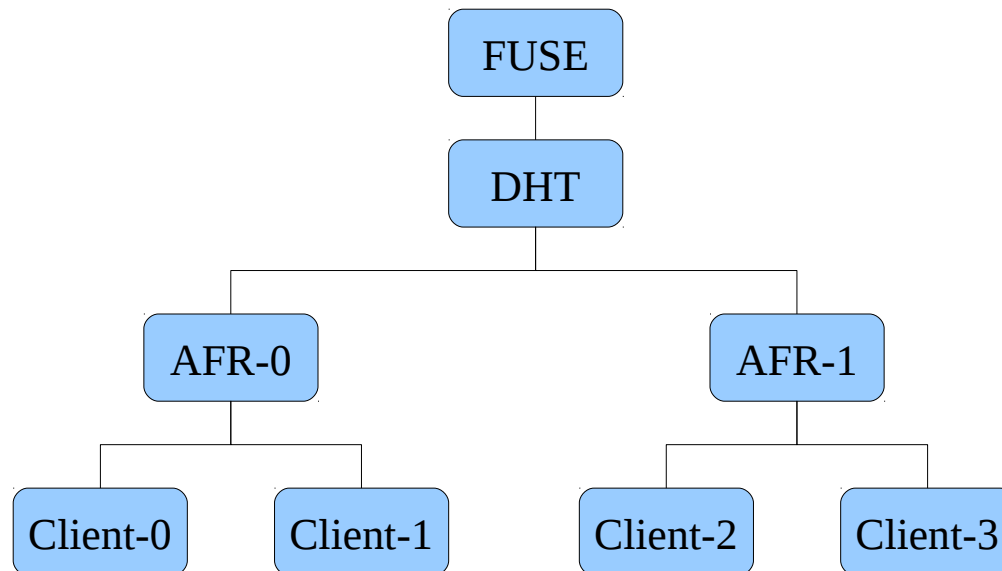 FUSE
DHT
AFR-0
AFR-1
Client-0
Client-1
Client-2
Client-3